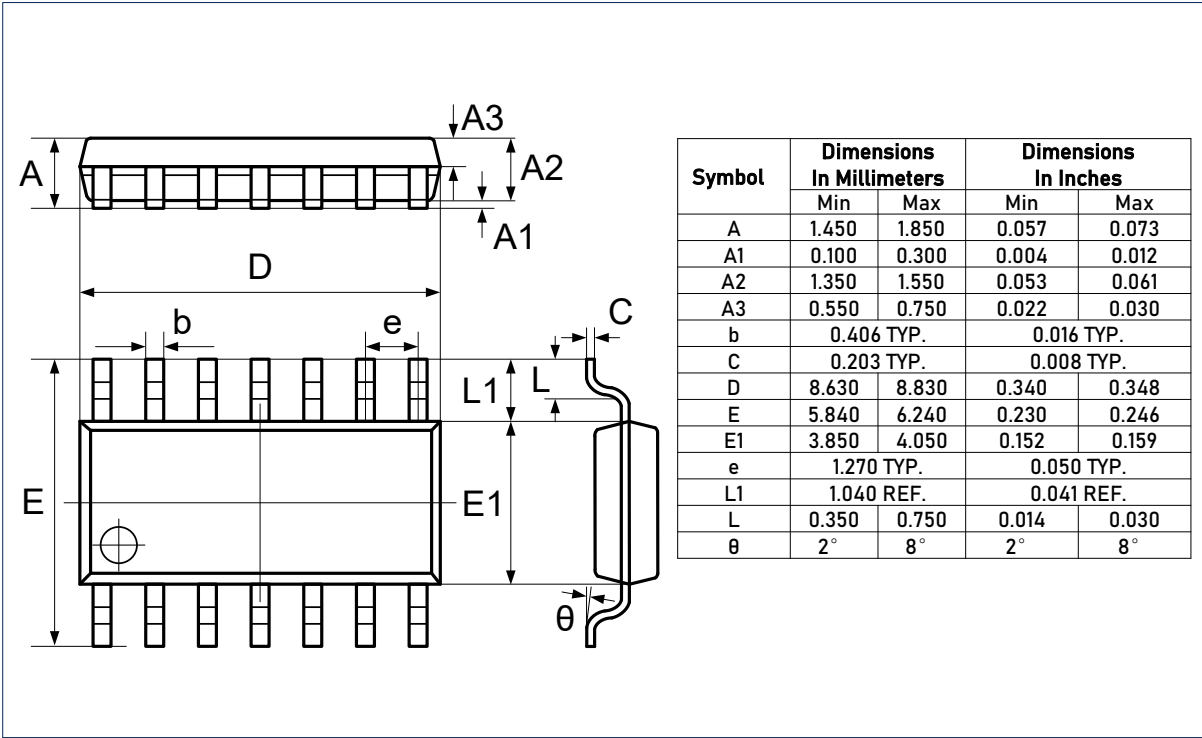 A3
A
A2
A1
D
b
e
C
L1
L
E
E1
θ
Symbol Dimensions In Millimeters Dimensions In Inches
Min Max Min Max
A 1.450 1.850 0.057 0.073
A1 0.100 0.300 0.004 0.012
A2 1.350 1.550 0.053 0.061
A3 0.550 0.750 0.022 0.030
b 0.406 TYP. 0.016 TYP.
C 0.203 TYP. 0.008 TYP.
D 8.630 8.830 0.340 0.348
E 5.840 6.240 0.230 0.246
E1 3.850 4.050 0.152 0.159
e 1.270 TYP. 0.050 TYP.
L1 1.040 REF. 0.041 REF.
L 0.350 0.750 0.014 0.030
θ 2° 8° 2° 8°